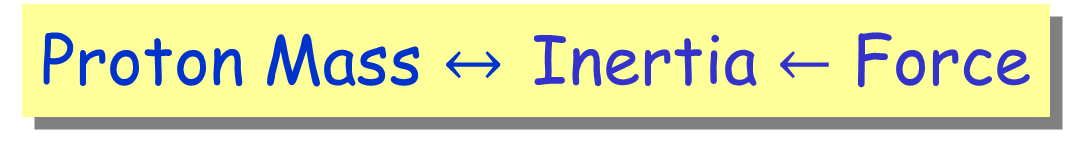 Proton Mass ↔ Inertia ← Force